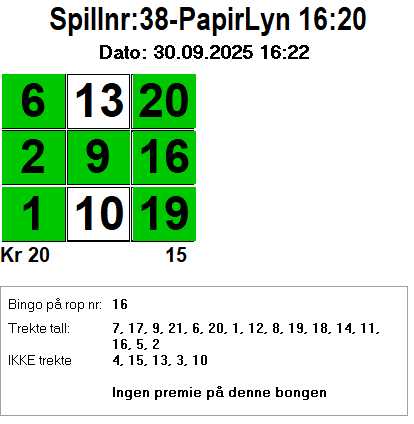 Spillnr:38-PapirLyn 16:20
Dato: 30.09.2025 16:22
6 13 20
2 9 16
1 10 19
Kr 20 15
Bingo på rop nr: 16
Trekte tall: 7, 17, 9, 21, 6, 20, 1, 12, 8, 19, 18, 14, 11,
16, 5, 2
IKKE trekte 4, 15, 13, 3, 10
Ingen premie på denne bongen